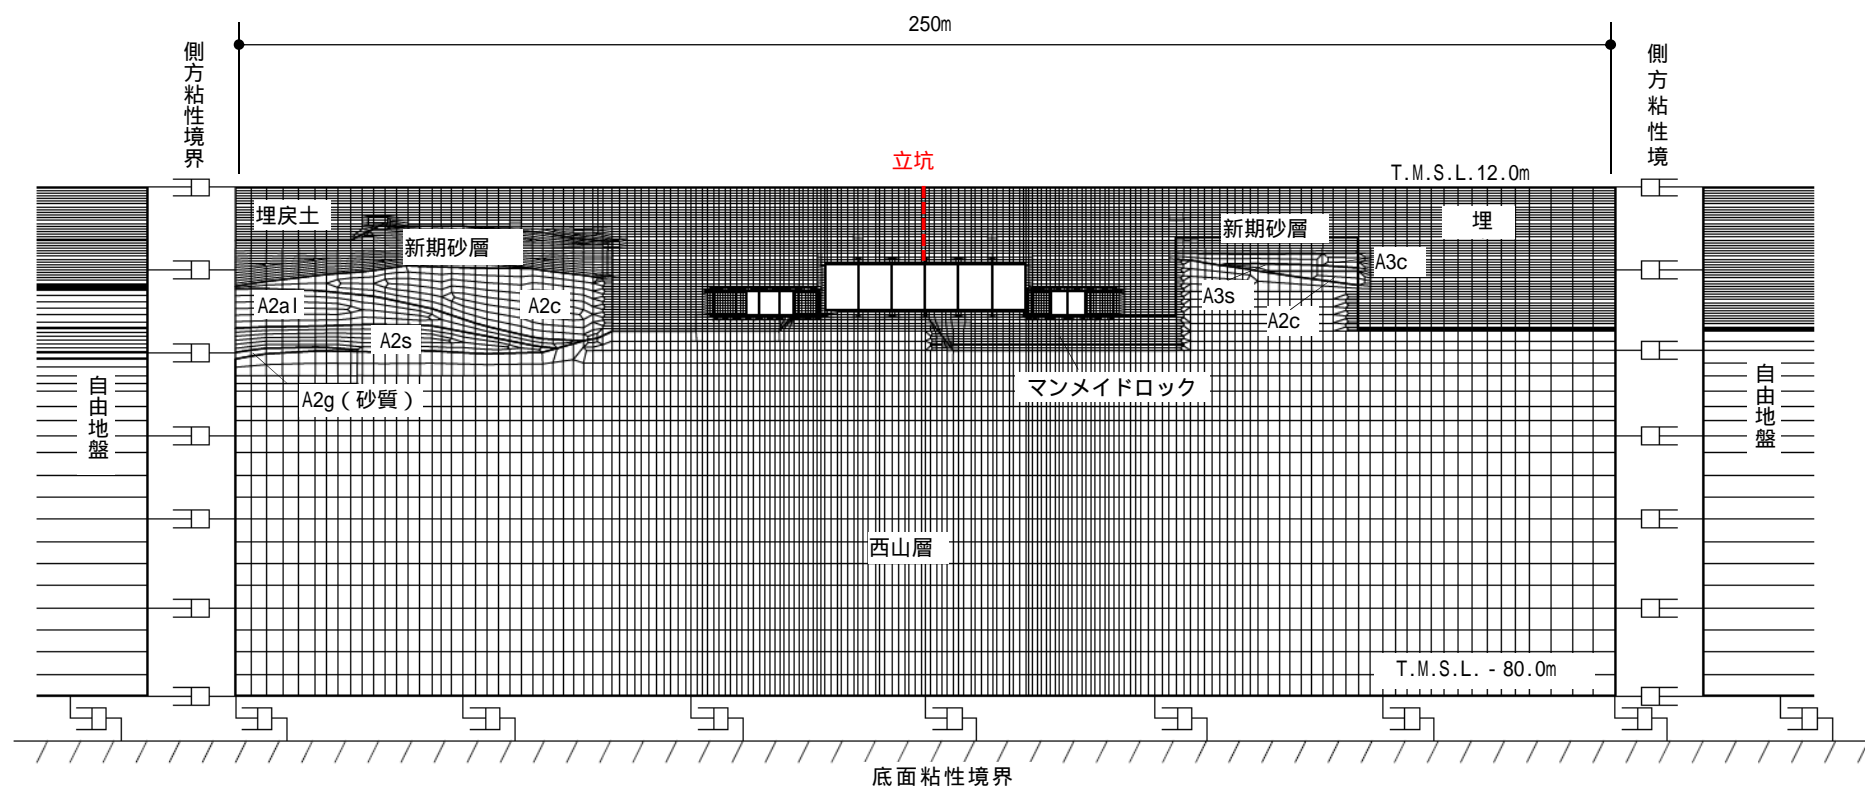 250m
側方粘性境界
側方粘性境
立坑
T.M.S.L.12.0m
埋戻土
新期砂層
新期砂層
埋
A3c
A2al
A2c
A3s
A2c
A2s
マンメイドロック
A2g(砂質)
自由地盤
自由地盤
西山層
T.M.S.L.-80.0m
底面粘性境界